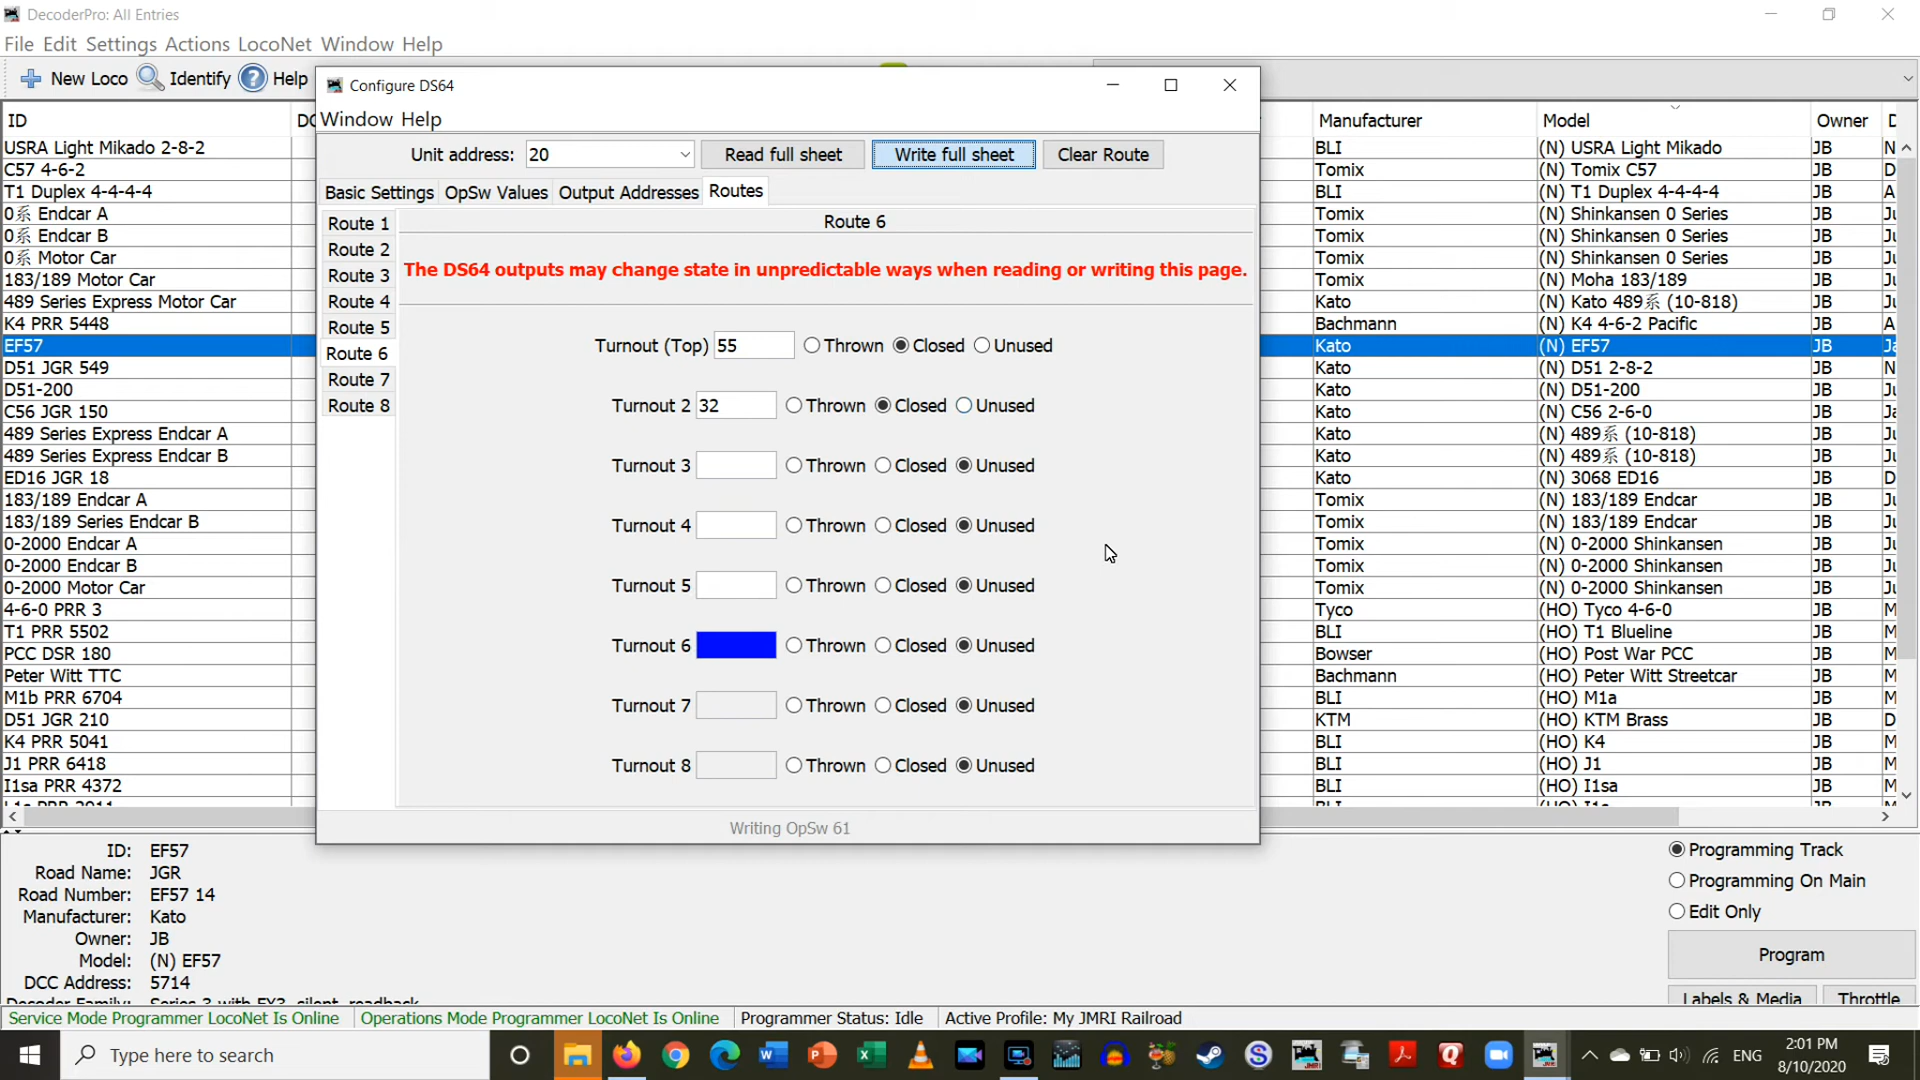 DecoderPro: All Entries
File Edit Settings Actions LocoNet Window Help
New Loco Identify Help
Configure DS64
Window Help
Unit address: 20 Read full sheet Write full sheet Clear Route
Basic Settings OpSw Values Output Addresses Routes
Route 1
Route 2
Route 3
Route 4
Route 5
Route 6
Route 7
Route 8
Route 6
The DS64 outputs may change state in unpredictable ways when reading or writing this page.
Turnout (Top) 55 Thrown Closed Unused
Turnout 2 32 Thrown Closed Unused
Turnout 3 Thrown Closed Unused
Turnout 4 Thrown Closed Unused
Turnout 5 Thrown Closed Unused
Turnout 6 Thrown Closed Unused
Turnout 7 Thrown Closed Unused
Turnout 8 Thrown Closed Unused
Writing OpSw 61
ID Manufacturer Model Owner
USRA Light Mikado 2-8-2 BLI (N) USRA Light Mikado JB
C57 4-6-2 Tomix (N) Tomix C57 JB
T1 Duplex 4-4-4-4 BLI (N) T1 Duplex 4-4-4-4 JB
0系 Endcar A Tomix (N) Shinkansen 0 Series JB
0系 Endcar B Tomix (N) Shinkansen 0 Series JB
0系 Motor Car Tomix (N) Shinkansen 0 Series JB
183/189 Motor Car Tomix (N) Moha 183/189 JB
489 Series Express Motor Car Kato (N) Kato 489系 (10-818) JB
K4 PRR 5448 Bachmann (N) K4 4-6-2 Pacific JB
EF57 Kato (N) EF57 JB
D51 JGR 549 Kato (N) D51 2-8-2 JB
D51-200 Kato (N) D51-200 JB
C56 JGR 150 Kato (N) C56 2-6-0 JB
489 Series Express Endcar A Kato (N) 489系 (10-818) JB
489 Series Express Endcar B Kato (N) 489系 (10-818) JB
ED16 JGR 18 Kato (N) 3068 ED16 JB
183/189 Endcar A Tomix (N) 183/189 Endcar JB
183/189 Series Endcar B Tomix (N) 183/189 Endcar JB
0-2000 Endcar A Tomix (N) 0-2000 Shinkansen JB
0-2000 Endcar B Tomix (N) 0-2000 Shinkansen JB
0-2000 Motor Car Tomix (N) 0-2000 Shinkansen JB
4-6-0 PRR 3 Tyco (HO) Tyco 4-6-0 JB
T1 PRR 5502 BLI (HO) T1 Blueline JB
PCC DSR 180 Bowser (HO) Post War PCC JB
Peter Witt TTC Bachmann (HO) Peter Witt Streetcar JB
M1b PRR 6704 BLI (HO) M1a JB
D51 JGR 210 KTM (HO) KTM Brass JB
K4 PRR 5041 BLI (HO) K4 JB
J1 PRR 6418 BLI (HO) J1 JB
I1sa PRR 4372 BLI (HO) I1sa JB
ID: EF57
Road Name: JGR
Road Number: EF57 14
Manufacturer: Kato
Owner: JB
Model: (N) EF57
DCC Address: 5714
Programming Track
Programming On Main
Edit Only
Program
Labels & Media Throttle
Service Mode Programmer LocoNet Is Online Operations Mode Programmer LocoNet Is Online Programmer Status: Idle Active Profile: My JMRI Railroad
Type here to search
ENG
2:01 PM
8/10/2020